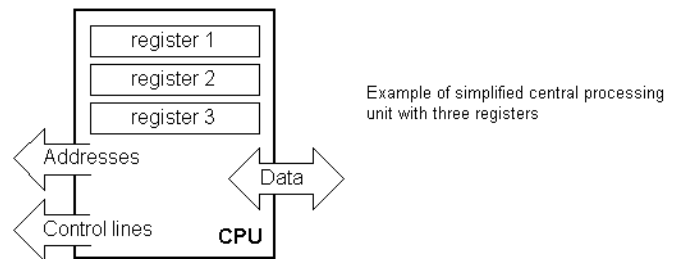 register 1
register 2
register 3
Addresses
Data
Control lines
CPU
Example of simplified central processing
unit with three registers